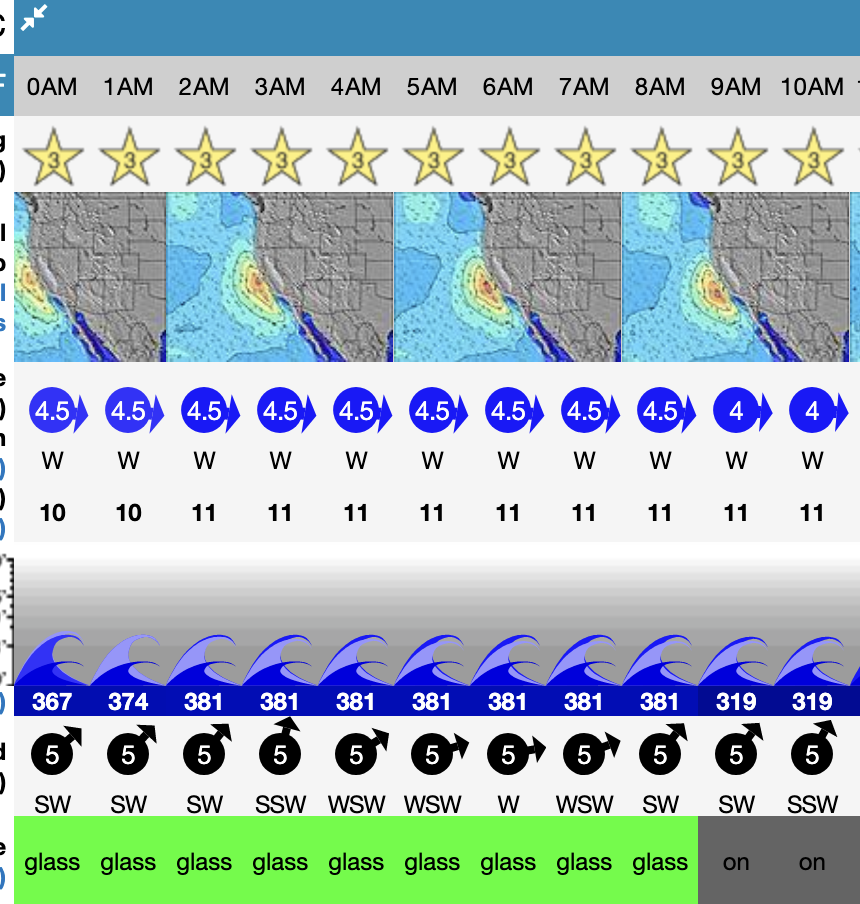 0AM 1AM 2AM 3AM 4AM 5AM 6AM 7AM 8AM 9AM 10AM
3 3 3 3 3 3 3 3 3 3 3
4.5 4.5 4.5 4.5 4.5 4.5 4.5 4.5 4.5 4 4
W W W W W W W W W W W
10 10 11 11 11 11 11 11 11 11 11
367 374 381 381 381 381 381 381 381 319 319
5 5 5 5 5 5 5 5 5 5 5
SW SW SW SSW WSW WSW W WSW SW SW SSW
glass glass glass glass glass glass glass glass glass on on